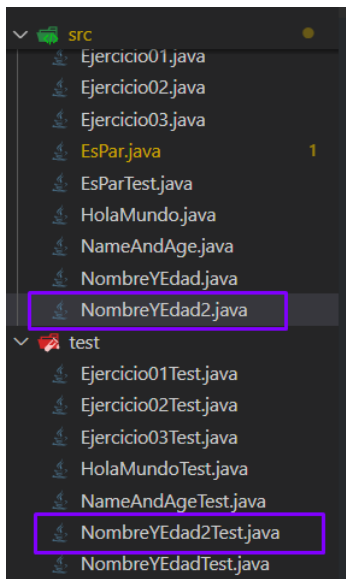 src
Ejercicio01.java
Ejercicio02.java
Ejercicio03.java
EsPar.java 1
EsParTest.java
HolaMundo.java
NameAndAge.java
NombreYEdad.java
NombreYEdad2.java
test
Ejercicio01Test.java
Ejercicio02Test.java
Ejercicio03Test.java
HolaMundoTest.java
NameAndAgeTest.java
NombreYEdad2Test.java
NombreYEdadTest.java